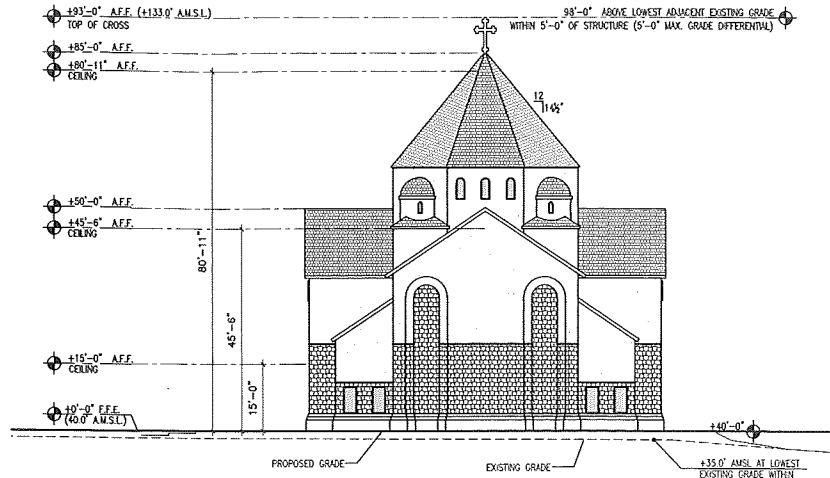 +93'-0" A.F.F. (+133.0' A.M.S.L.)
TOP OF CROSS
98'-0" ABOVE LOWEST ADJACENT EXISTING GRADE
WITHIN 5'-0" OF STRUCTURE (5'-0" MAX. GRADE DIFFERENTIAL)
+85'-0" A.F.F.
+80'-11" A.F.F.
CEILING
12
14½"
+50'-0" A.F.F.
+45'-6" A.F.F.
CEILING
80'-11"
45'-6"
+15'-0" A.F.F.
CEILING
15'-0"
±0'-0" F.F.E.
(40.0' A.M.S.L.)
+40'-0"
PROPOSED GRADE
EXISTING GRADE
+35.0' AMSL AT LOWEST
EXISTING GRADE WITHIN